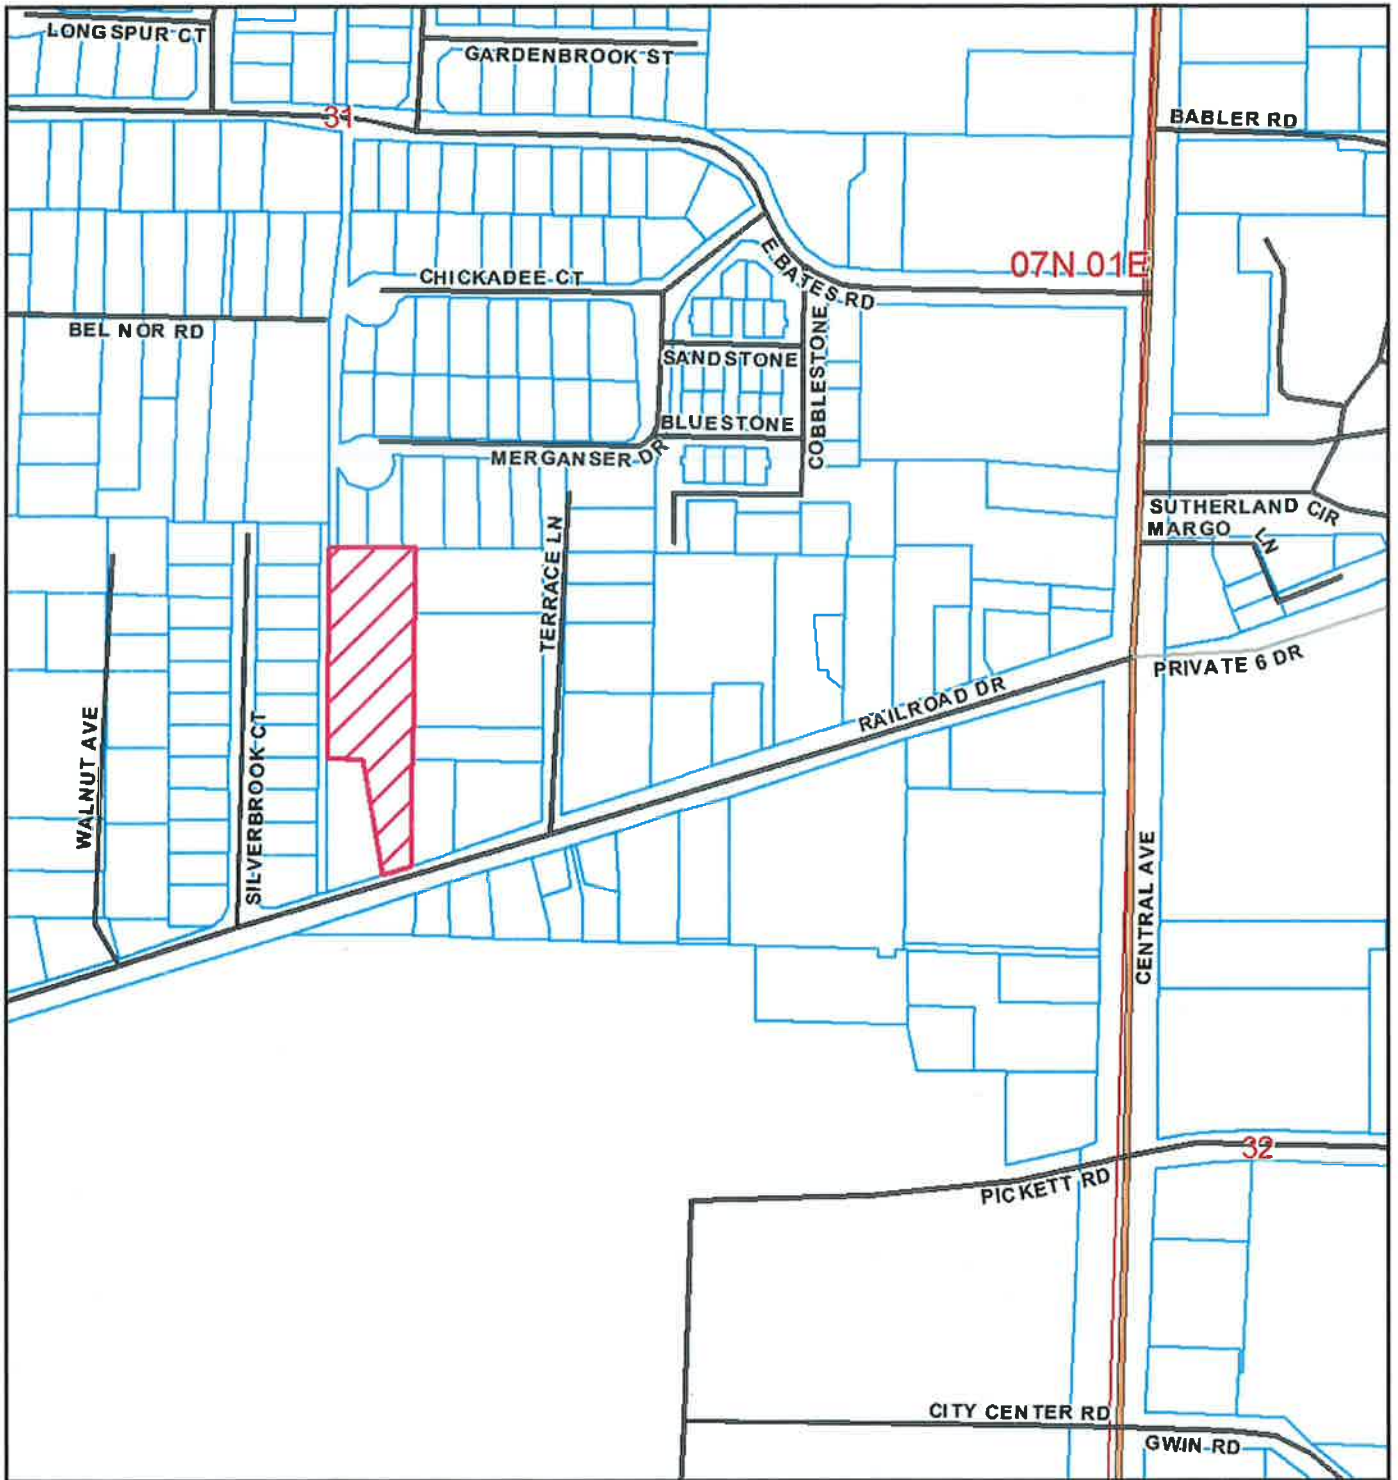 LONGSPUR CT
GARDENBROOK ST
31
BABLER RD
E BATES RD
07N 01E
CHICKADEE CT
BEL NOR RD
SANDSTONE
COBBLESTONE
BLUESTONE
MERGANSER DR
SUTHERLAND CIR
MARGO LN
TERRACE LN
PRIVATE 6 DR
RAILROAD DR
WALNUT AVE
SILVERBROOK CT
CENTRAL AVE
32
PICKETT RD
CITY CENTER RD
GWIN RD